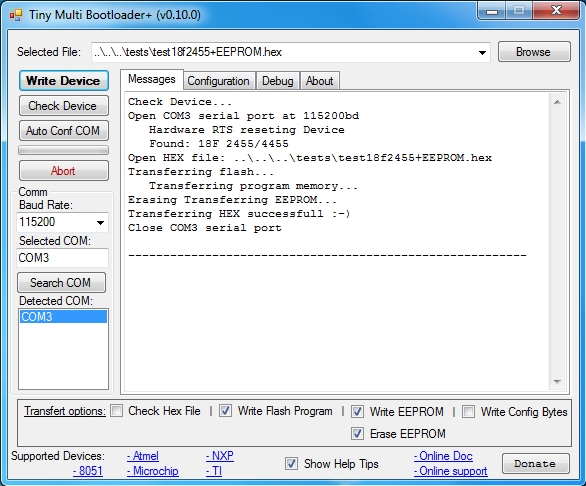 Tiny Multi Bootloader+ (v0.10.0)
Selected File: ..\..\..\tests\test18f2455+EEPROM.hex Browse
Write Device
Check Device
Auto Conf COM
Abort
Comm
Baud Rate:
115200
Selected COM:
COM3
Search COM
Detected COM:
COM3
Messages Configuration Debug About
Check Device...
Open COM3 serial port at 115200bd
Hardware RTS reseting Device
Found: 18F 2455/4455
Open HEX file: ..\..\..\tests\test18f2455+EEPROM.hex
Transferring flash...
Transferring program memory...
Erasing Transferring EEPROM...
Transferring HEX successfull :-)
Close COM3 serial port
----------------------------------------------------------
Transfert options: Check Hex File | Write Flash Program | Write EEPROM | Write Config Bytes
Erase EEPROM
Supported Devices: - Atmel - NXP Show Help Tips - Online Doc Donate
- 8051 - Microchip - TI - Online support